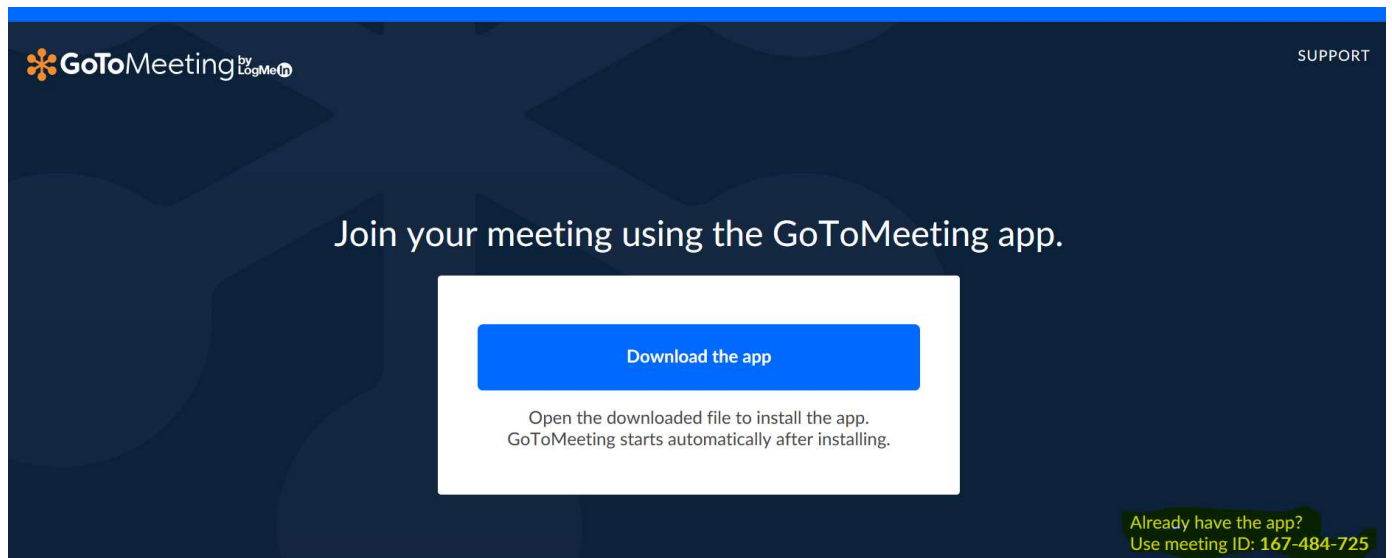 GoToMeeting by LogMeIn
SUPPORT
Join your meeting using the GoToMeeting app.
Download the app
Open the downloaded file to install the app.
GoToMeeting starts automatically after installing.
Already have the app?
Use meeting ID: 167-484-725